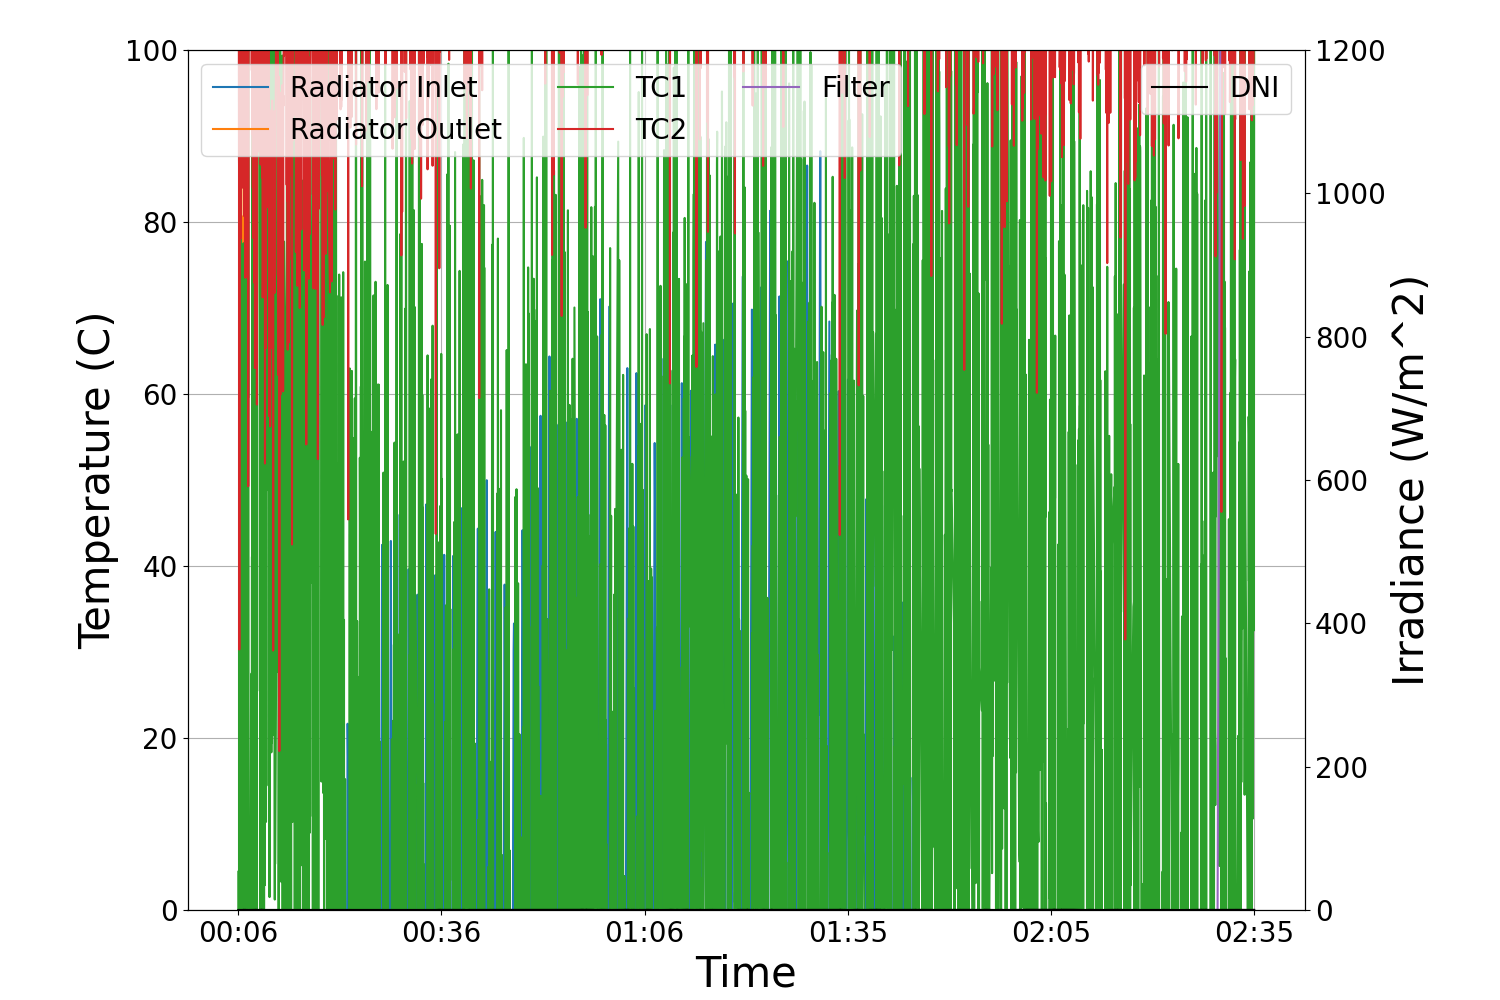 Radiator Inlet
Radiator Outlet
TC1
TC2
Filter
DNI
100
80
60
40
20
0
Temperature (C)
1200
1000
800
600
400
200
0
Irradiance (W/m^2)
00:06 00:36 01:06 01:35 02:05 02:35
Time